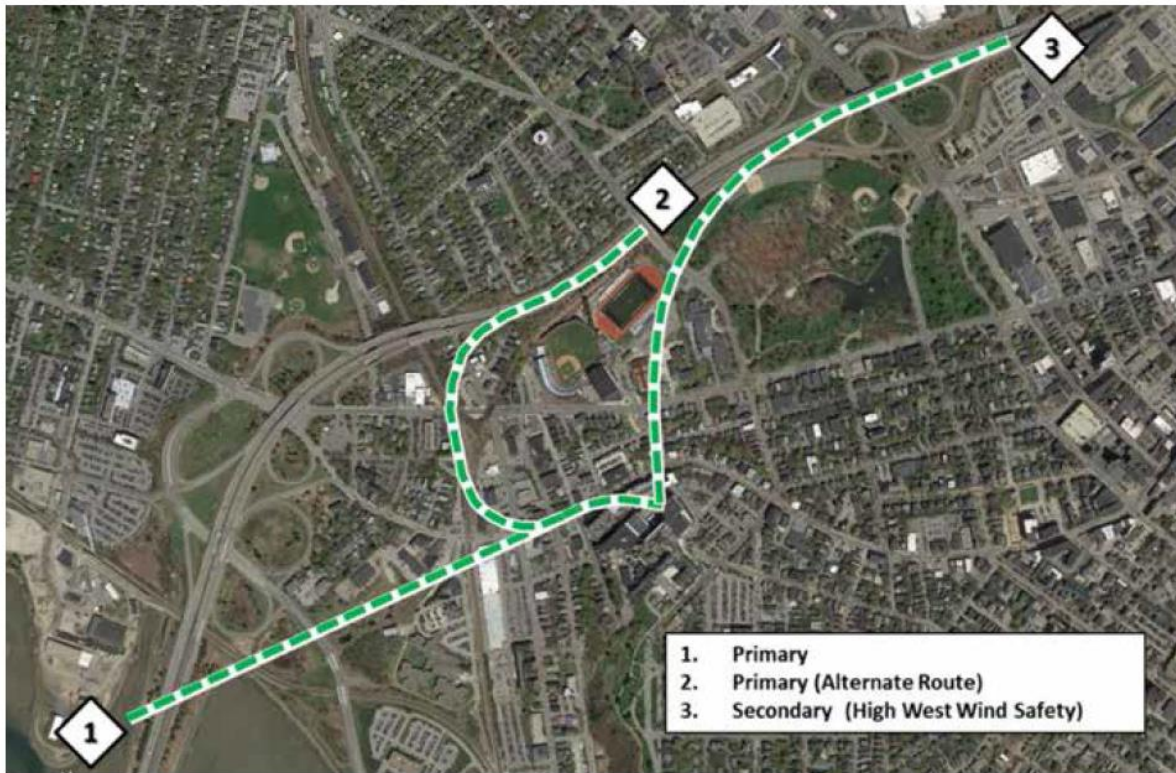 3
2
1
1. Primary
2. Primary (Alternate Route)
3. Secondary (High West Wind Safety)